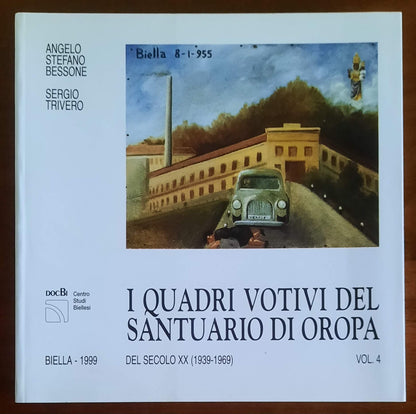 ANGELO
STEFANO
BESSONE
SERGIO
TRIVERO
Biella 8-1-955
DOCBI
Centro
Studi
Biellesi
I QUADRI VOTIVI DEL
SANTUARIO DI OROPA
BIELLA - 1999 DEL SECOLO XX (1939-1969) VOL. 4